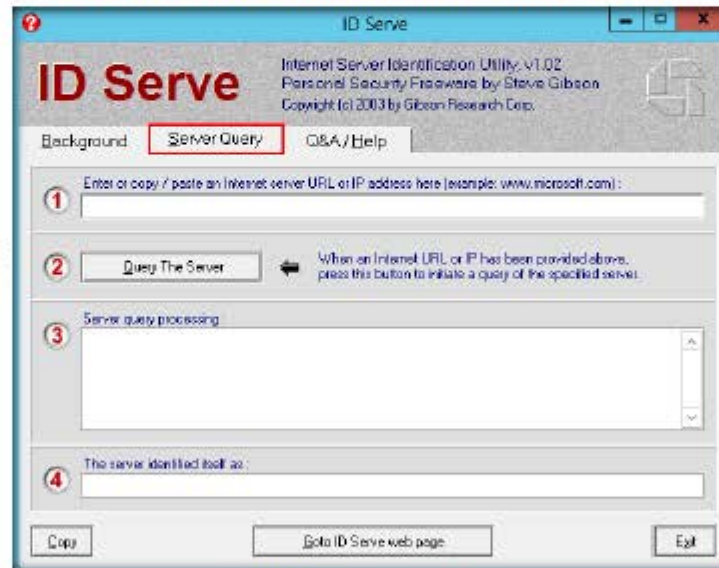 ID Serve
ID Serve
Internet Server Identification Utility, v1.02
Personal Security Freeware by Steve Gibson
Copyright (c) 2003 by Gibson Research Corp.
Background
Server Query
Q&A / Help
1
Enter or copy / paste an Internet server URL or IP address here (example: www.microsoft.com) :
2
Query The Server
When an Internet URL or IP has been provided above,
press this button to initiate a query of the specified server.
3
Server query processing :
4
The server identified itself as :
Copy
Goto ID Serve web page
Exit